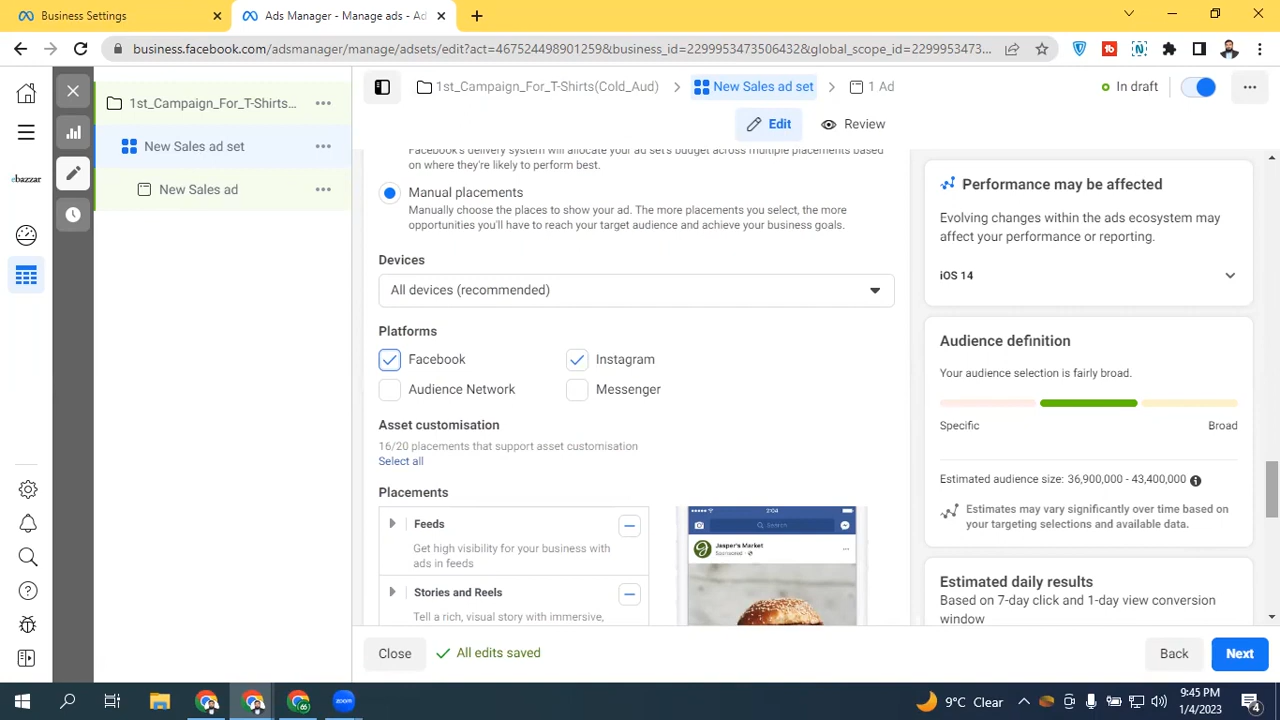 Business Settings
Ads Manager - Manage ads - Ad
business.facebook.com/adsmanager/manage/adsets/edit?act=467524498901259&business_id=2299953473506432&global_scope_id=2299953473...
1st_Campaign_For_T-Shirts(Cold_Aud)
New Sales ad set
1 Ad
In draft
1st_Campaign_For_T-Shirts...
Edit
Review
New Sales ad set
New Sales ad
ebazzar
Facebook's delivery system will allocate your ad set's budget across multiple placements based
on where they're likely to perform best.
Manual placements
Manually choose the places to show your ad. The more placements you select, the more
opportunities you'll have to reach your target audience and achieve your business goals.
Devices
All devices (recommended)
Platforms
Facebook
Instagram
Audience Network
Messenger
Asset customisation
16/20 placements that support asset customisation
Select all
Placements
Feeds
Get high visibility for your business with
ads in feeds
Stories and Reels
Tell a rich, visual story with immersive,
2:04
Search
Jasper's Market
Sponsored
Performance may be affected
Evolving changes within the ads ecosystem may
affect your performance or reporting.
iOS 14
Audience definition
Your audience selection is fairly broad.
Specific
Broad
Estimated audience size: 36,900,000 - 43,400,000
Estimates may vary significantly over time based on
your targeting selections and available data.
Estimated daily results
Based on 7-day click and 1-day view conversion
window
Close
All edits saved
Back
Next
zoom
9°C Clear
9:45 PM
1/4/2023
4